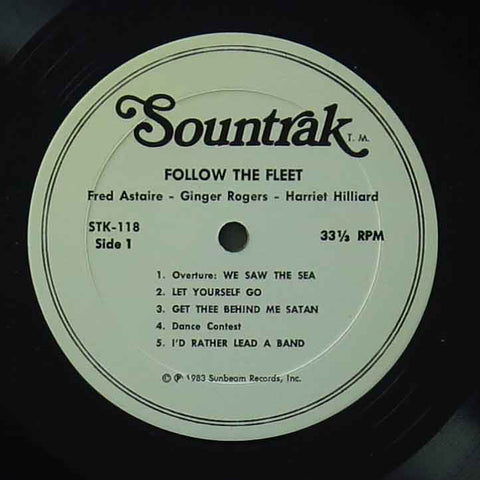 Sountrak T.M.
FOLLOW THE FLEET
Fred Astaire - Ginger Rogers - Harriet Hilliard
STK-118
Side 1
33⅓ RPM
1. Overture: WE SAW THE SEA
2. LET YOURSELF GO
3. GET THEE BEHIND ME SATAN
4. Dance Contest
5. I'D RATHER LEAD A BAND
© ℗ 1983 Sunbeam Records, Inc.